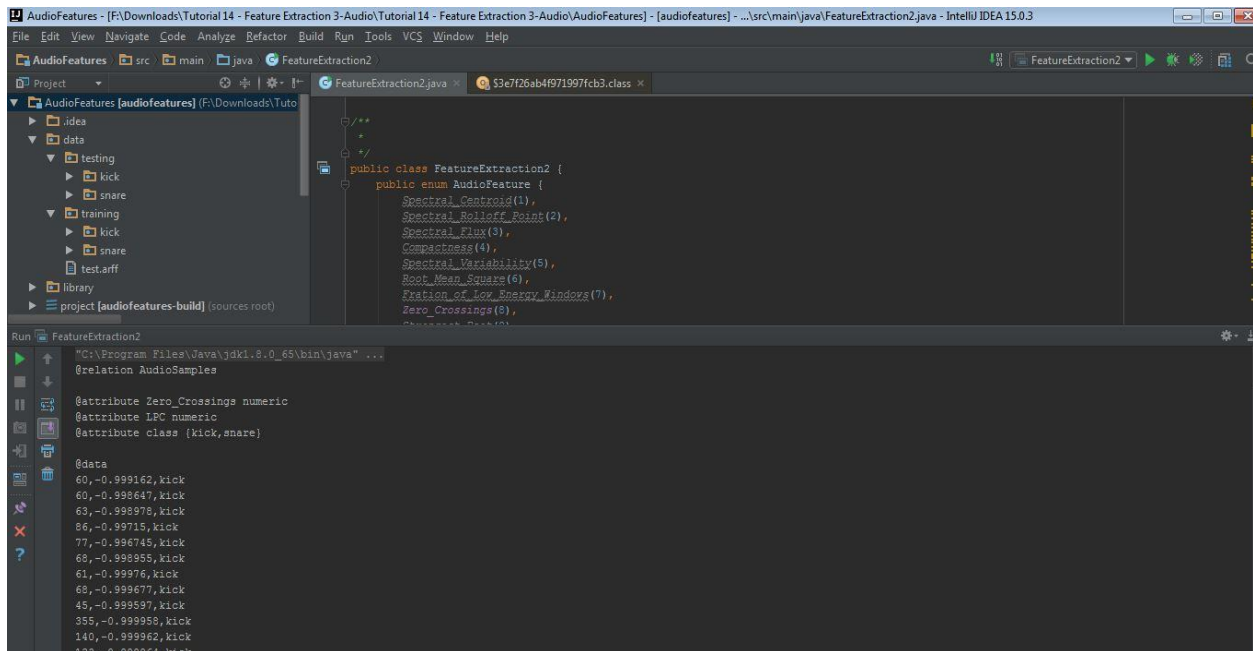 AudioFeatures - [F:\Downloads\Tutorial 14 - Feature Extraction 3-Audio\Tutorial 14 - Feature Extraction 3-Audio\AudioFeatures] - [audiofeatures] - ...\src\main\java\FeatureExtraction2.java - IntelliJ IDEA 15.0.3
File Edit View Navigate Code Analyze Refactor Build Run Tools VCS Window Help
AudioFeatures src main java FeatureExtraction2
FeatureExtraction2
Project
FeatureExtraction2.java
$3e7f26ab4f971997fcb3.class
AudioFeatures [audiofeatures] (F:\Downloads\Tuto
.idea
data
testing
kick
snare
training
kick
snare
test.arff
library
project [audiofeatures-build] (sources root)
/**
*
*/
public class FeatureExtraction2 {
public enum AudioFeature {
Spectral_Centroid(1),
Spectral_Rolloff_Point(2),
Spectral_Flux(3),
Compactness(4),
Spectral_Variability(5),
Root_Mean_Square(6),
Fration_of_Low_Energy_Windows(7),
Zero_Crossings(8),
Run FeatureExtraction2
"C:\Program Files\Java\jdk1.8.0_65\bin\java" ...
@relation AudioSamples
@attribute Zero_Crossings numeric
@attribute LPC numeric
@attribute class {kick,snare}
@data
60,-0.999162,kick
60,-0.998647,kick
63,-0.998978,kick
86,-0.99715,kick
77,-0.996745,kick
68,-0.998955,kick
61,-0.99976,kick
68,-0.999677,kick
45,-0.999597,kick
355,-0.999958,kick
140,-0.999962,kick